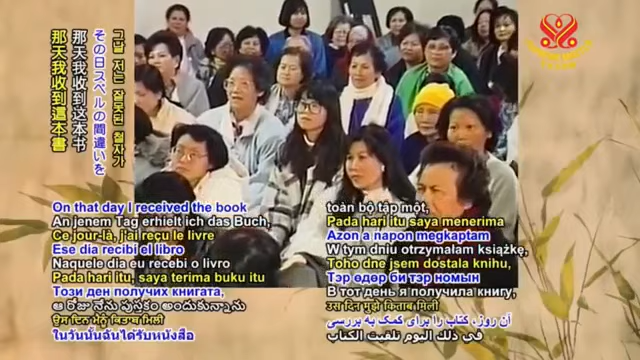 그날 저는 잘못된 철자가
その日スペルの間違いを
那天我收到这本书
那天我收到這本書
On that day I received the book
An jenem Tag erhielt ich das Buch,
Ce jour-là, j'ai reçu le livre
Ese día recibí el libro
Naquele dia eu recebi o livro
Pada hari itu, saya terima buku itu
Този ден получих книгата,
ఆ రోజు నేను పుస్తకం అందుకున్నాను
ਉਸ ਦਿਨ ਮੈਨੂੰ ਕਿਤਾਬ ਮਿਲੀ
ในวันนั้นฉันได้รับหนังสือ
toàn bộ tập một,
Pada hari itu saya menerima
Azon a napon megkaptam
W tym dniu otrzymałam książkę,
Toho dne jsem dostala knihu,
Тэр өдөр би тэр номын
В тот день я получила книгу,
उस दिन मुझे किताब मिली
آن روز، کتاب را برای کمک به بررسی
في ذلك اليوم تلقيت الكتاب